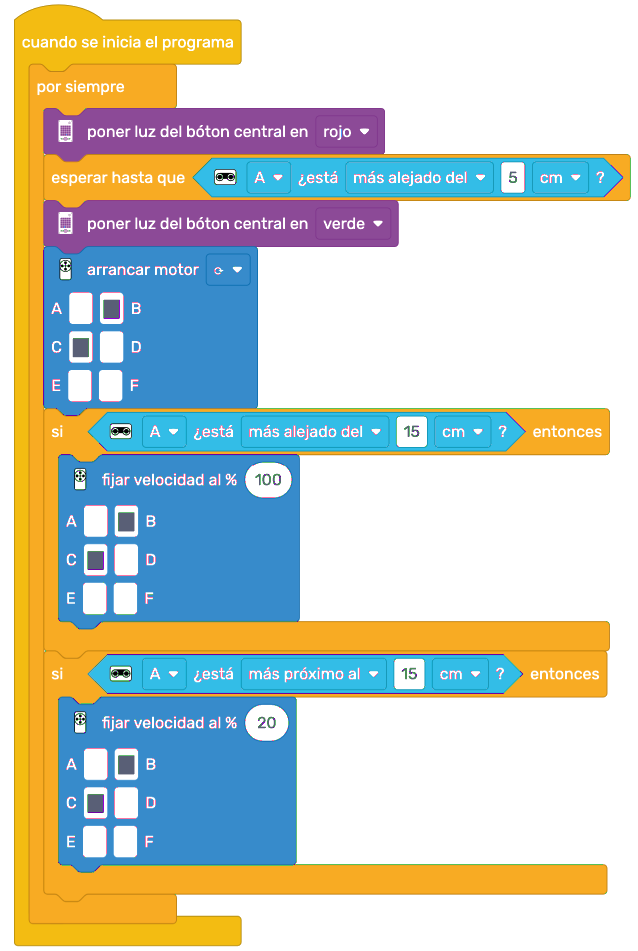 cuando se inicia el programa
por siempre
poner luz del bóton central en rojo
esperar hasta que A ¿está más alejado del 5 cm ?
poner luz del bóton central en verde
arrancar motor
A B
C D
E F
si A ¿está más alejado del 15 cm ? entonces
fijar velocidad al % 100
A B
C D
E F
si A ¿está más próximo al 15 cm ? entonces
fijar velocidad al % 20
A B
C D
E F